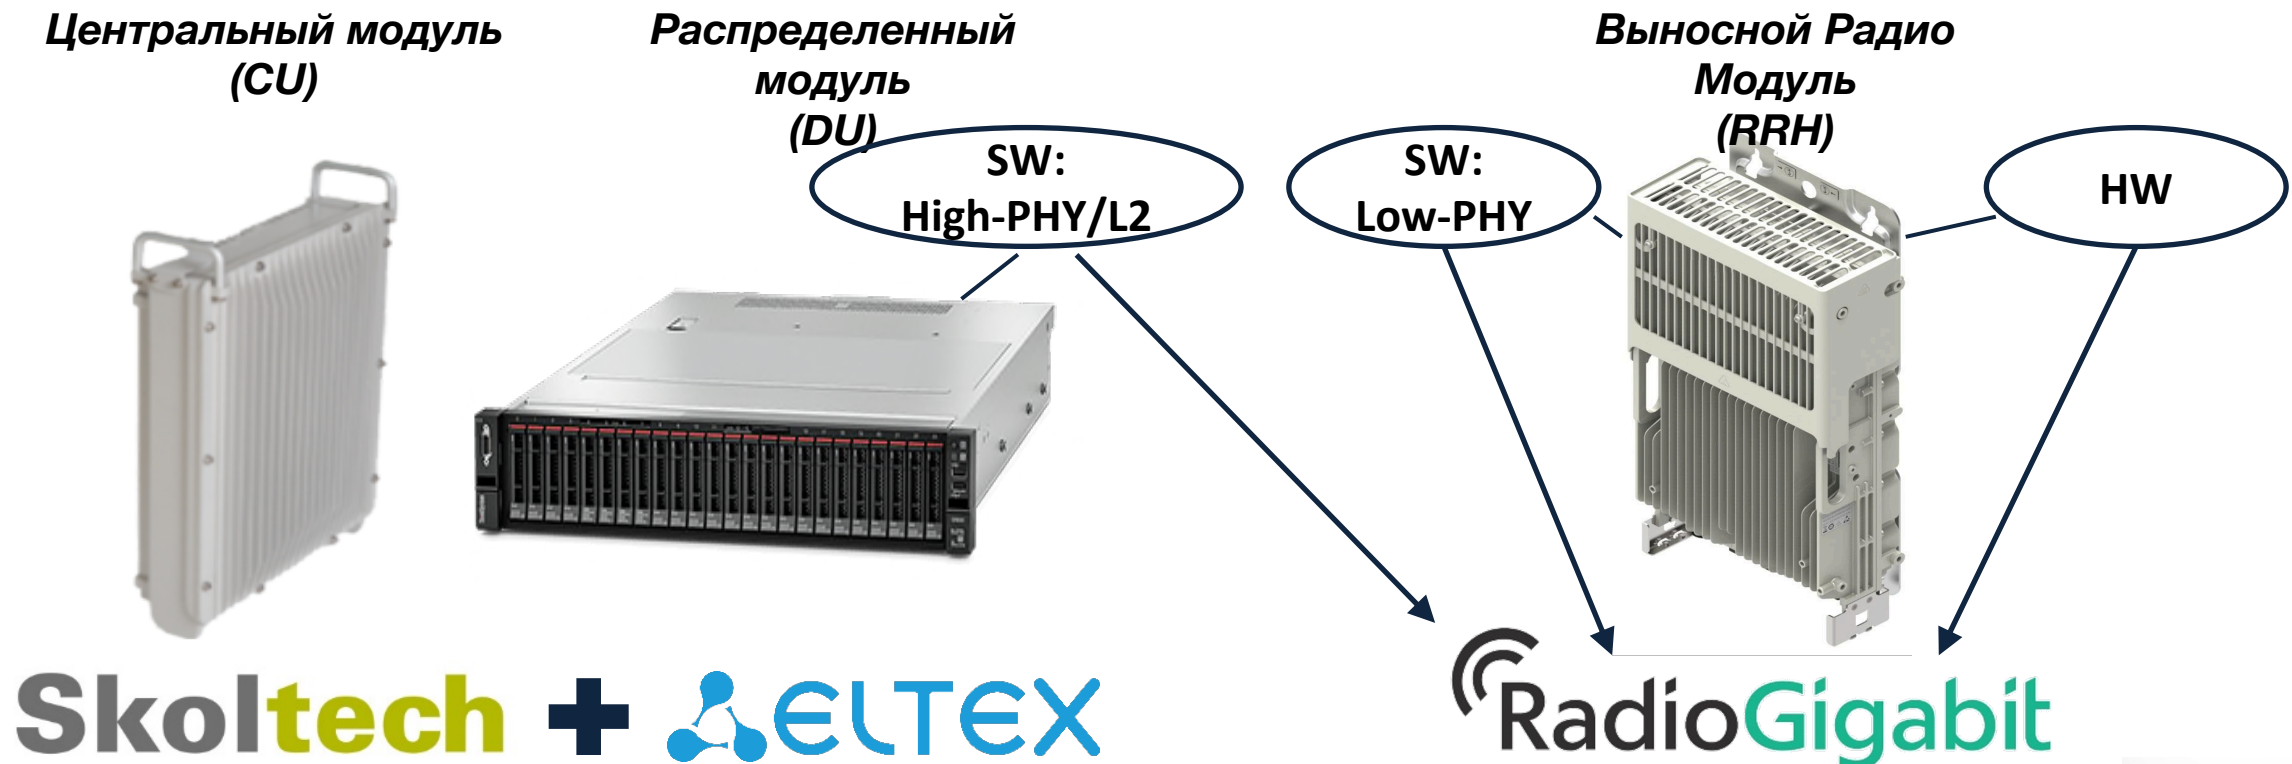 Центральный модуль
(CU)
Распределенный
модуль
(DU)
Выносной Радио
Модуль
(RRH)
SW:
High-PHY/L2
SW:
Low-PHY
HW
Skoltech
ELTEX
RadioGigabit